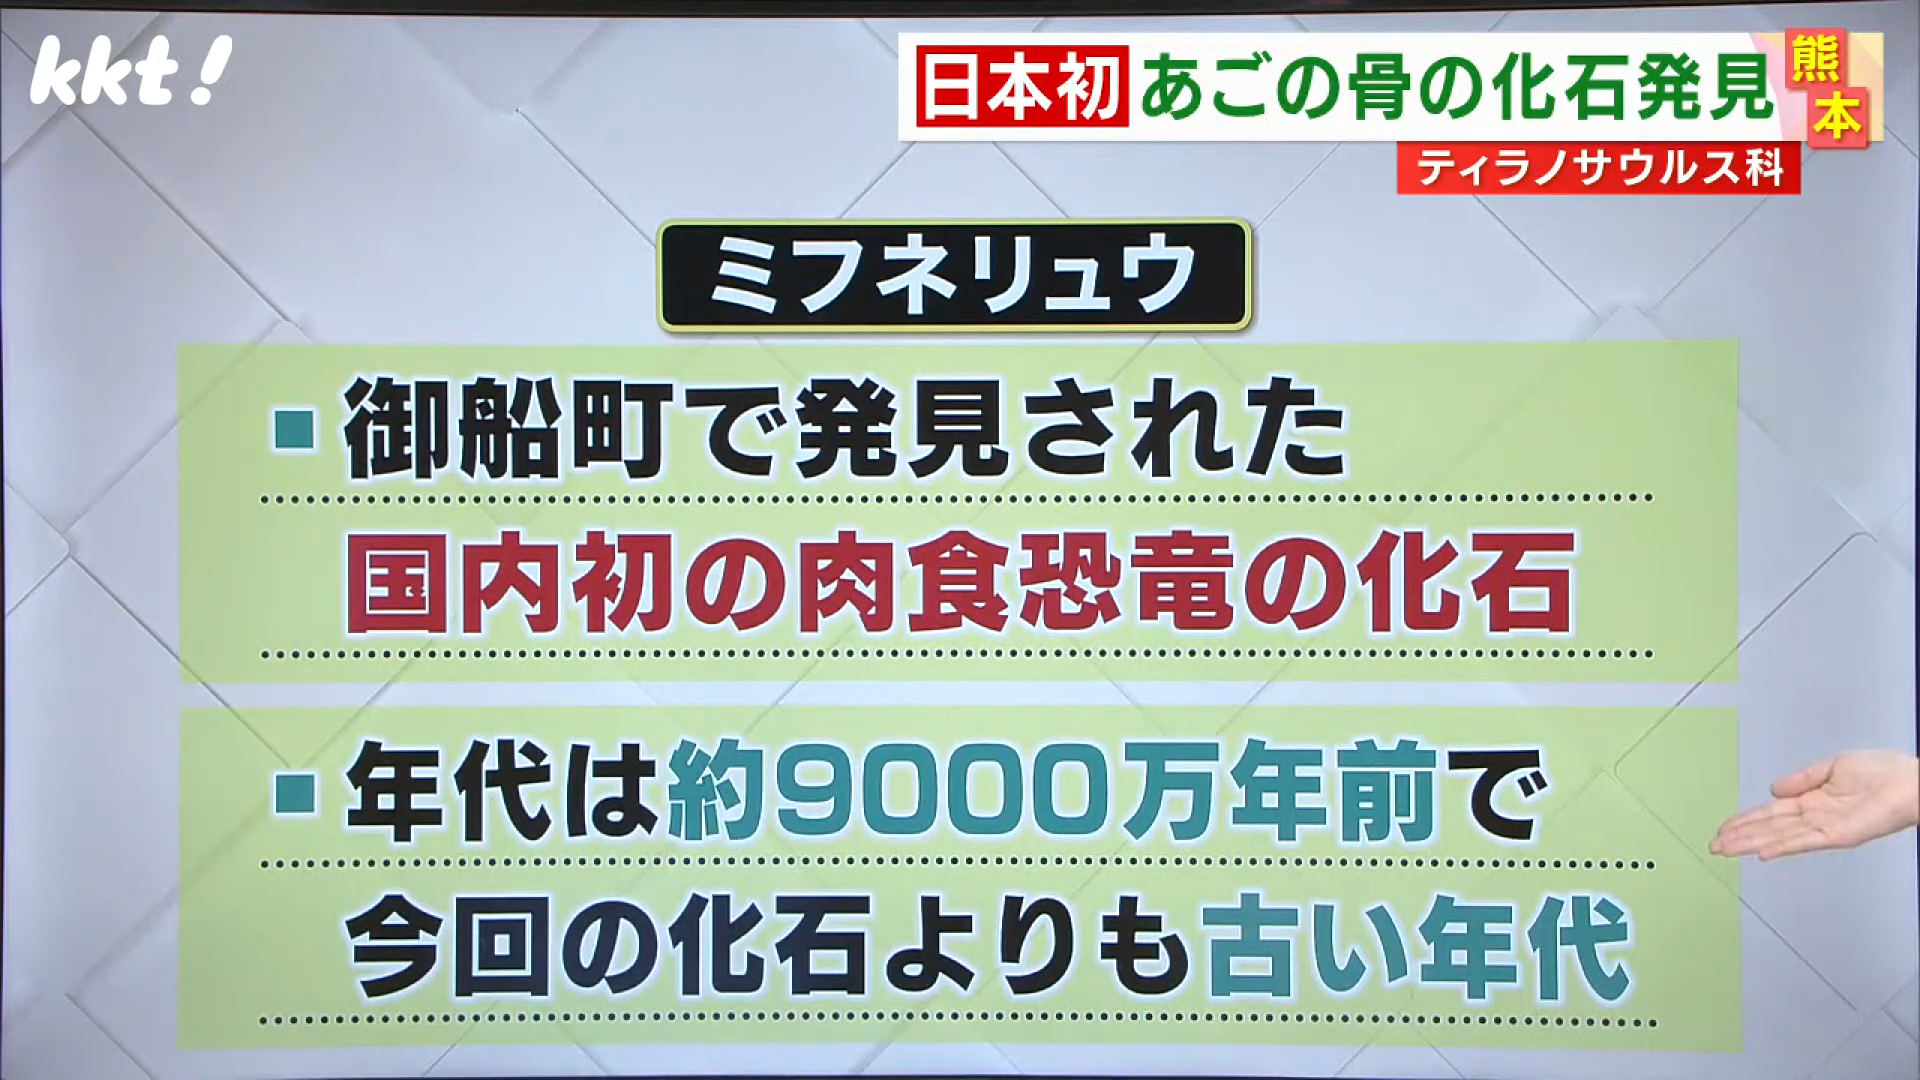 kkt!
日本初 あごの骨の化石発見
熊本
ティラノサウルス科
ミフネリュウ
■ 御船町で発見された
国内初の肉食恐竜の化石
■ 年代は約9000万年前で
今回の化石よりも古い年代